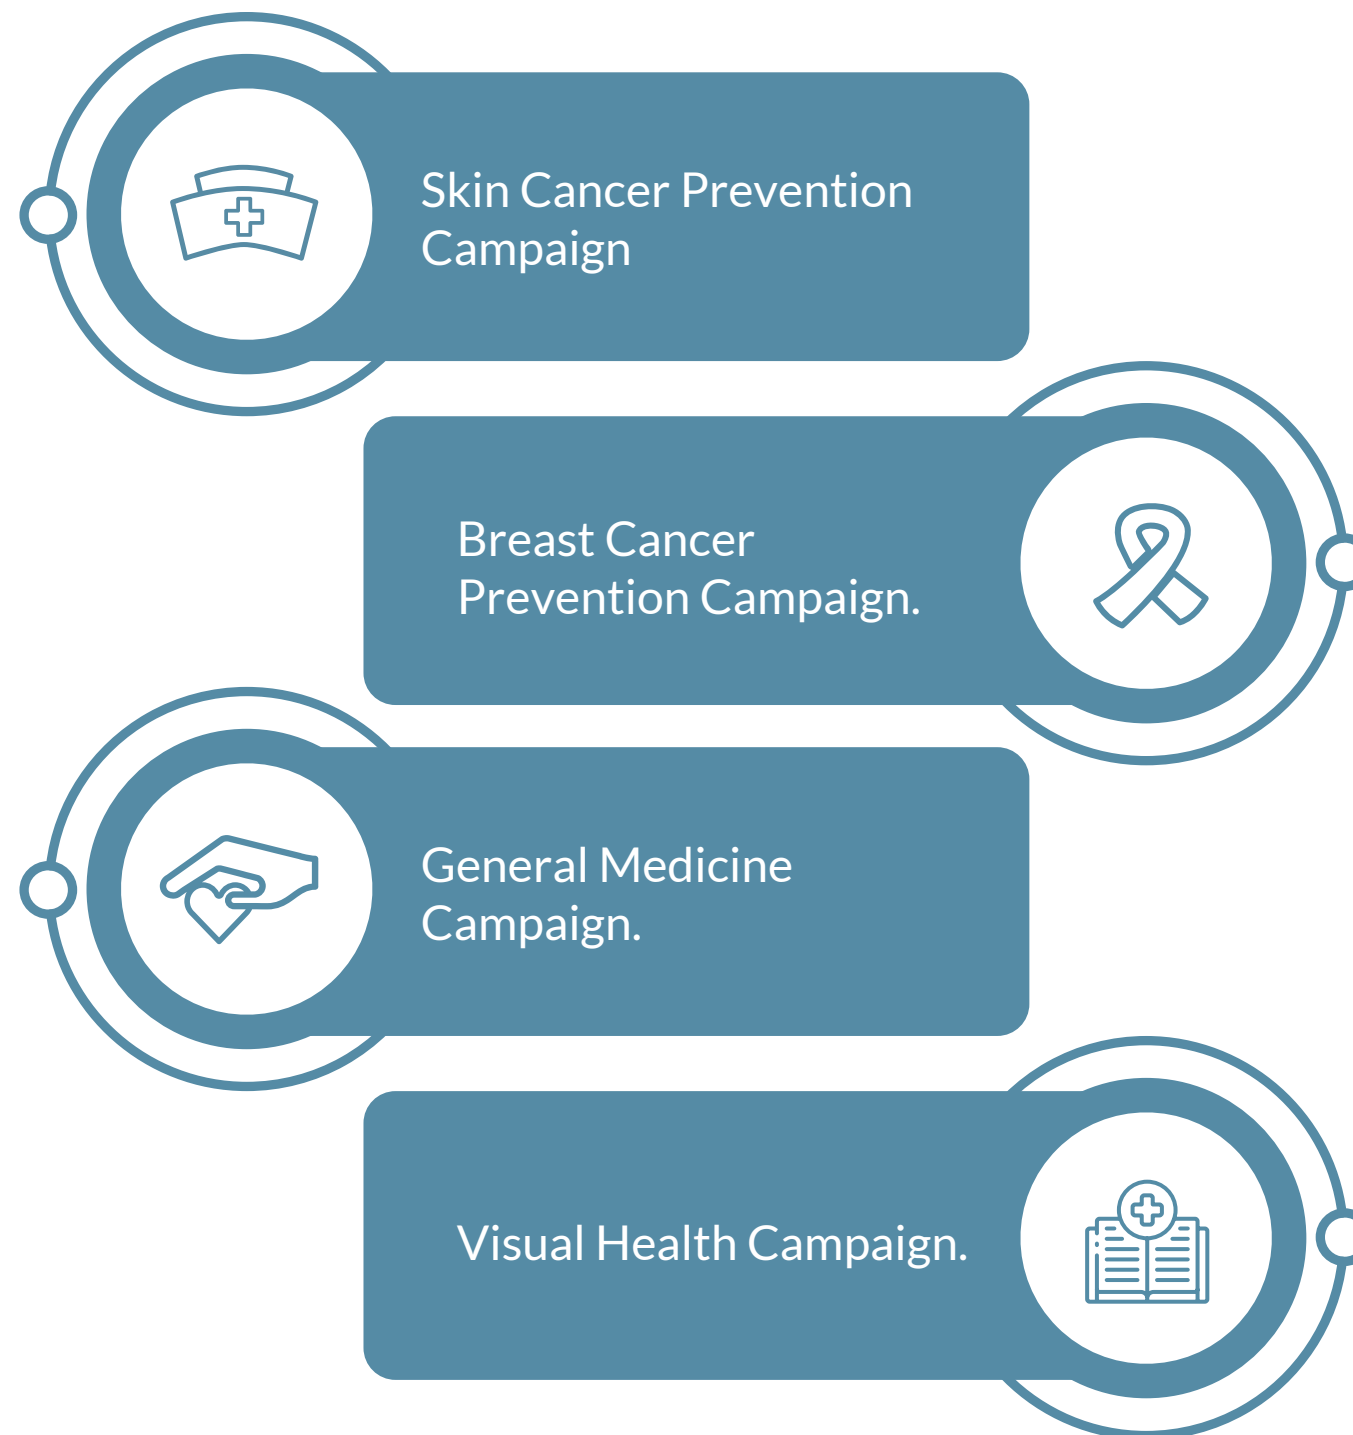 Skin Cancer Prevention
Campaign
Breast Cancer
Prevention Campaign.
General Medicine
Campaign.
Visual Health Campaign.